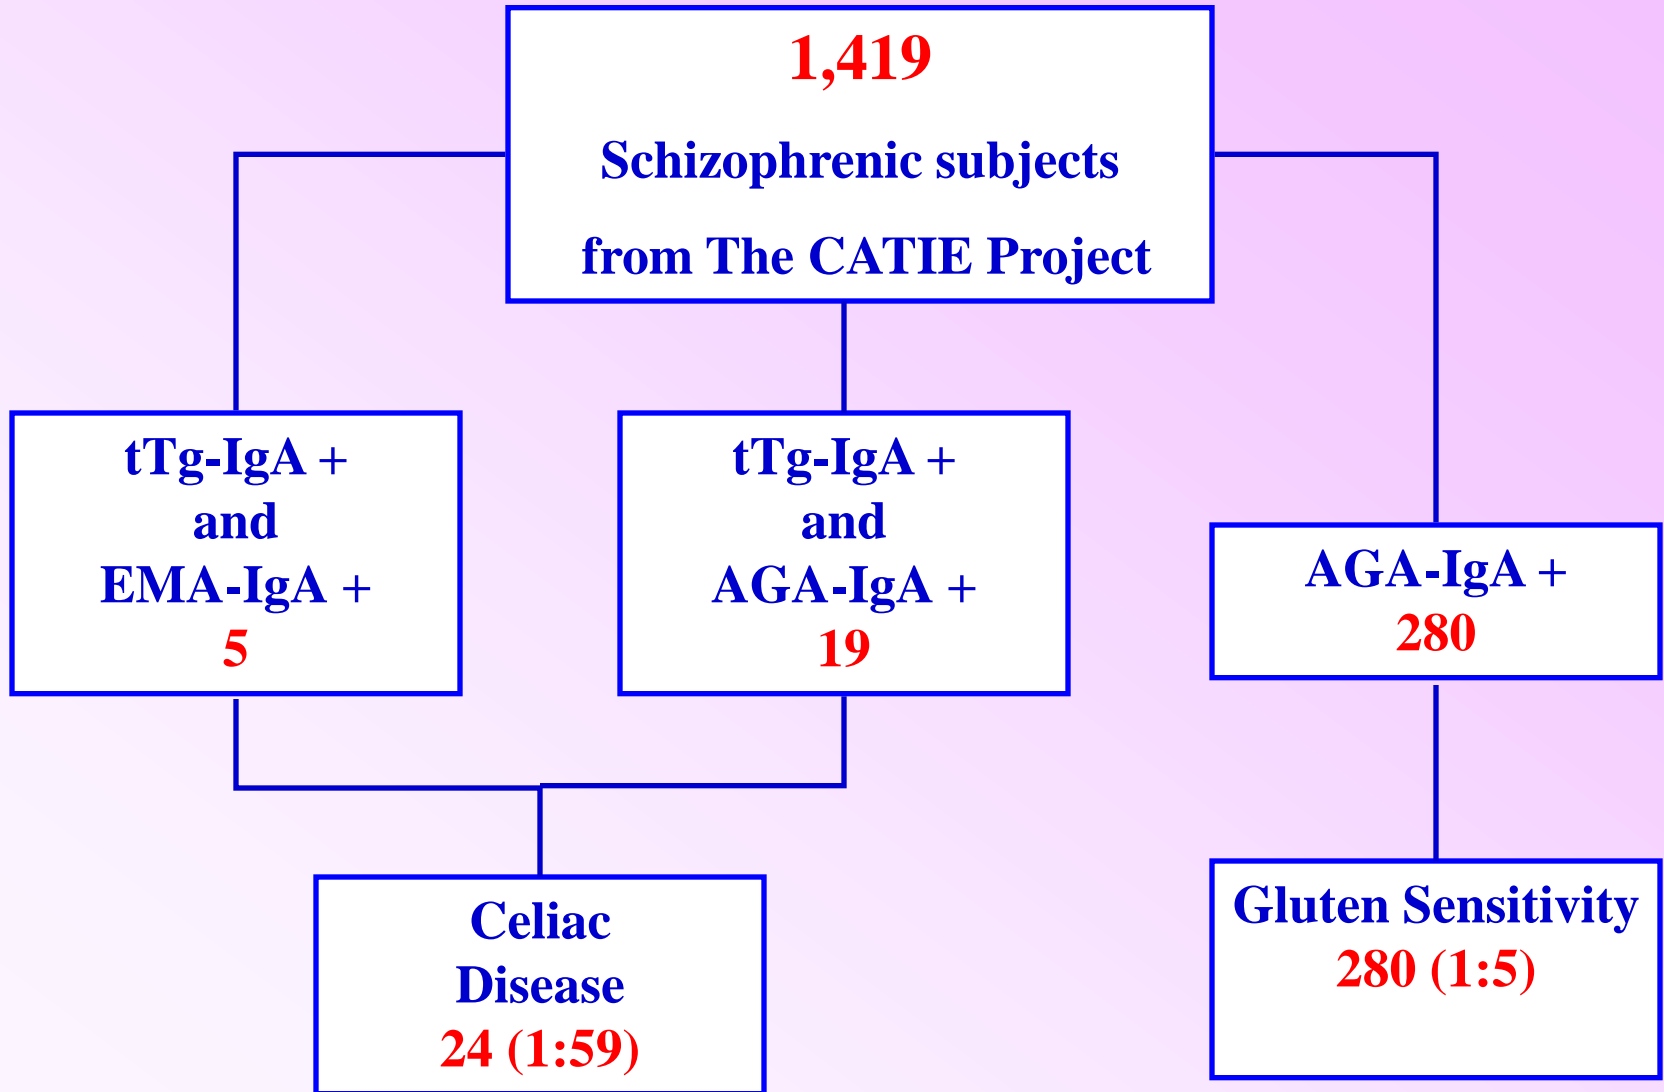 1,419
Schizophrenic subjects
from The CATIE Project
tTg-IgA +
and
EMA-IgA +
5
tTg-IgA +
and
AGA-IgA +
19
AGA-IgA +
280
Celiac
Disease
24 (1:59)
Gluten Sensitivity
280 (1:5)